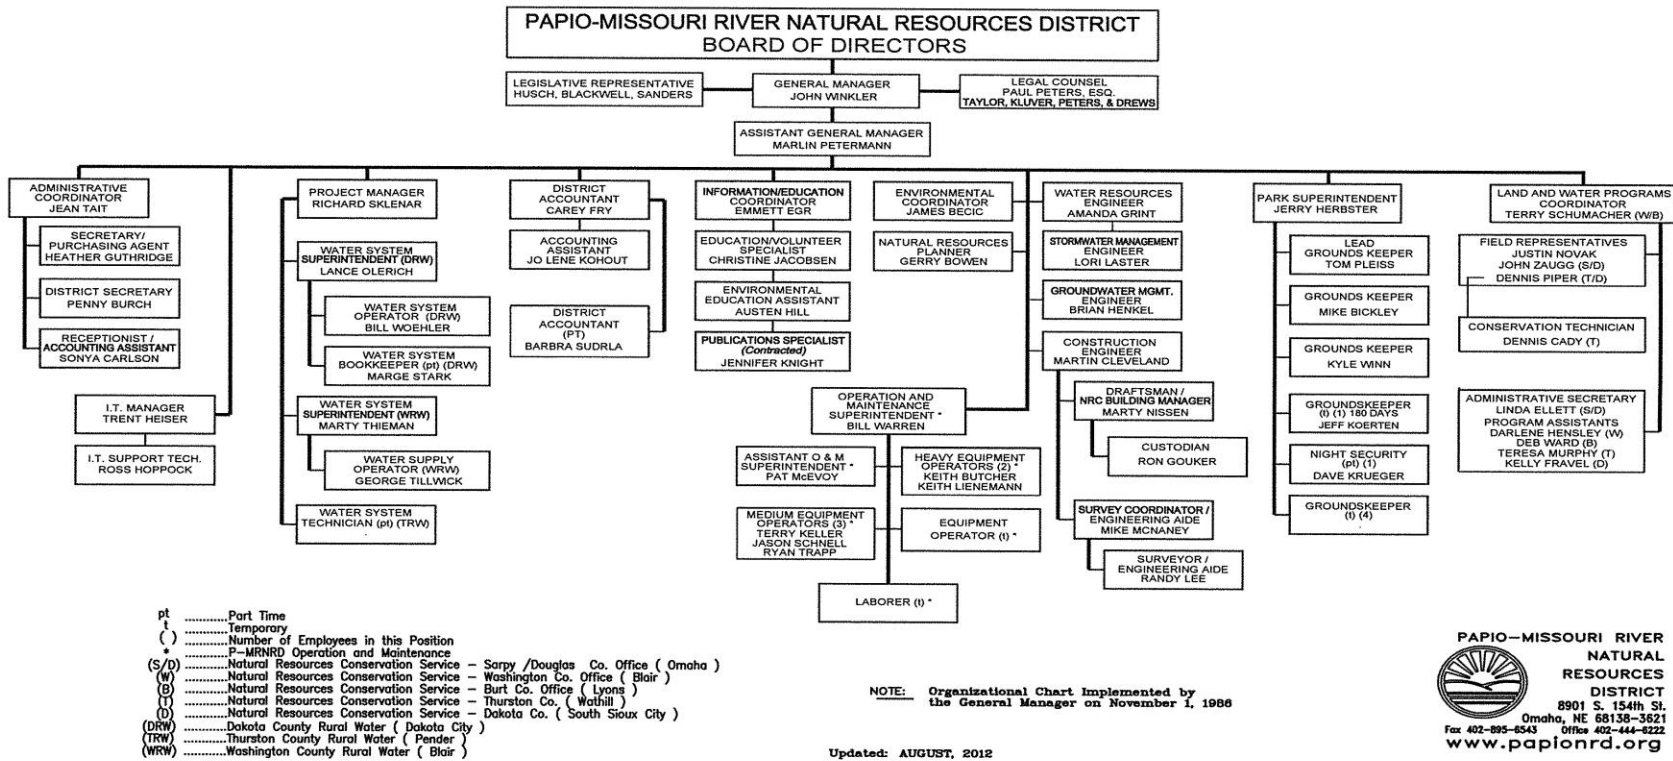 PAPIO-MISSOURI RIVER NATURAL RESOURCES DISTRICT
BOARD OF DIRECTORS
LEGISLATIVE REPRESENTATIVE
HUSCH, BLACKWELL, SANDERS
GENERAL MANAGER
JOHN WINKLER
LEGAL COUNSEL
PAUL PETERS, ESQ.
TAYLOR, KLUVER, PETERS, & DREWS
ASSISTANT GENERAL MANAGER
MARLIN PETERMANN
ADMINISTRATIVE
COORDINATOR
JEAN TAIT
SECRETARY/
PURCHASING AGENT
HEATHER GUTHRIDGE
DISTRICT SECRETARY
PENNY BURCH
RECEPTIONIST /
ACCOUNTING ASSISTANT
SONYA CARLSON
I.T. MANAGER
TRENT HEISER
I.T. SUPPORT TECH.
ROSS HOPPOCK
PROJECT MANAGER
RICHARD SKLENAR
WATER SYSTEM
SUPERINTENDENT (DRW)
LANCE OLERICH
WATER SYSTEM
OPERATOR (DRW)
BILL WOEHLER
WATER SYSTEM
BOOKKEEPER (pt) (DRW)
MARGE STARK
WATER SYSTEM
SUPERINTENDENT (WRW)
MARTY THIEMAN
WATER SUPPLY
OPERATOR (WRW)
GEORGE TILLWICK
WATER SYSTEM
TECHNICIAN (pt) (TRW)
.
DISTRICT
ACCOUNTANT
CAREY FRY
ACCOUNTING
ASSISTANT
JO LENE KOHOUT
DISTRICT
ACCOUNTANT
(PT)
BARBRA SUDRLA
INFORMATION/EDUCATION
COORDINATOR
EMMETT EGR
EDUCATION/VOLUNTEER
SPECIALIST
CHRISTINE JACOBSEN
ENVIRONMENTAL
EDUCATION ASSISTANT
AUSTEN HILL
PUBLICATIONS SPECIALIST
(Contracted)
JENNIFER KNIGHT
ENVIRONMENTAL
COORDINATOR
JAMES BECIC
NATURAL RESOURCES
PLANNER
GERRY BOWEN
OPERATION AND
MAINTENANCE
SUPERINTENDENT *
BILL WARREN
ASSISTANT O & M
SUPERINTENDENT *
PAT McEVOY
HEAVY EQUIPMENT
OPERATORS (2) *
KEITH BUTCHER
KEITH LIENEMANN
MEDIUM EQUIPMENT
OPERATORS (3) *
TERRY KELLER
JASON SCHNELL
RYAN TRAPP
EQUIPMENT
OPERATOR (t) *
LABORER (t) *
WATER RESOURCES
ENGINEER
AMANDA GRINT
STORMWATER MANAGEMENT
ENGINEER
LORI LASTER
GROUNDWATER MGMT.
ENGINEER
BRIAN HENKEL
CONSTRUCTION
ENGINEER
MARTIN CLEVELAND
DRAFTSMAN /
NRC BUILDING MANAGER
MARTY NISSEN
CUSTODIAN
RON GOUKER
SURVEY COORDINATOR /
ENGINEERING AIDE
MIKE MCNANEY
SURVEYOR /
ENGINEERING AIDE
RANDY LEE
PARK SUPERINTENDENT
JERRY HERBSTER
LEAD
GROUNDS KEEPER
TOM PLEISS
GROUNDS KEEPER
MIKE BICKLEY
GROUNDS KEEPER
KYLE WINN
GROUNDSKEEPER
(t) (1) 180 DAYS
JEFF KOERTEN
NIGHT SECURITY
(pt) (1)
DAVE KRUEGER
GROUNDSKEEPER
(t) (4)
.
LAND AND WATER PROGRAMS
COORDINATOR
TERRY SCHUMACHER (W/B)
FIELD REPRESENTATIVES
JUSTIN NOVAK
JOHN ZAUGG (S/D)
DENNIS PIPER (T/D)
CONSERVATION TECHNICIAN
DENNIS CADY (T)
ADMINISTRATIVE SECRETARY
LINDA ELLETT (S/D)
PROGRAM ASSISTANTS
DARLENE HENSLEY (W)
DEB WARD (B)
TERESA MURPHY (T)
KELLY FRAVEL (D)
pt ............Part Time
t ............Temporary
( ) ............Number of Employees in this Position
* ............P-MRNRD Operation and Maintenance
(S/D) ............Natural Resources Conservation Service - Sarpy /Douglas Co. Office ( Omaha )
(W) ............Natural Resources Conservation Service - Washington Co. Office ( Blair )
(B) ............Natural Resources Conservation Service - Burt Co. Office ( Lyons )
(T) ............Natural Resources Conservation Service - Thurston Co. ( Walthill )
(D) ............Natural Resources Conservation Service - Dakota Co. ( South Sioux City )
(DRW) ............Dakota County Rural Water ( Dakota City )
(TRW) ............Thurston County Rural Water ( Pender )
(WRW) ............Washington County Rural Water ( Blair )
NOTE: Organizational Chart Implemented by
the General Manager on November 1, 1986
Updated: AUGUST, 2012
PAPIO-MISSOURI RIVER
NATURAL
RESOURCES
DISTRICT
8901 S. 154th St.
Omaha, NE 68138-3621
Fax 402-895-6543 Office 402-444-6222
www.papionrd.org